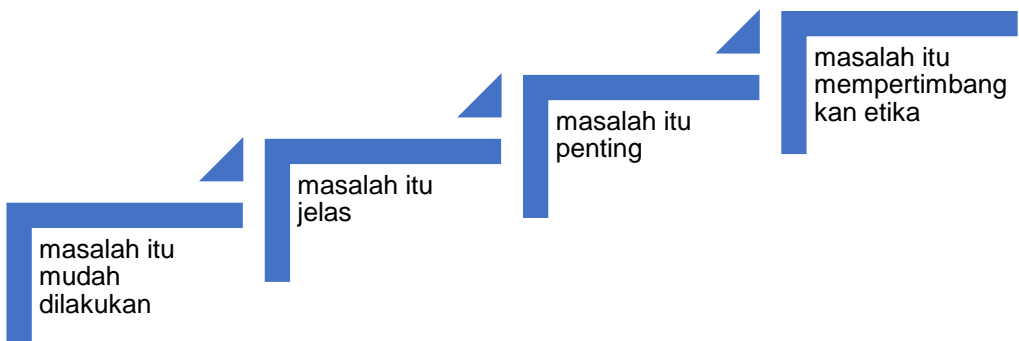 masalah itu
mudah
dilakukan
masalah itu
jelas
masalah itu
penting
masalah itu
mempertimbang
kan etika